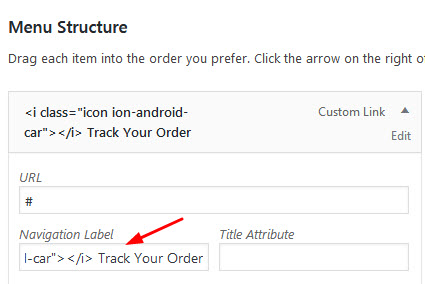 Menu Structure
Drag each item into the order you prefer. Click the arrow on the right
<i class="icon ion-android-
car"></i> Track Your Order
Custom Link
Edit
URL
#
Navigation Label
Title Attribute
-car"></i> Track Your Order